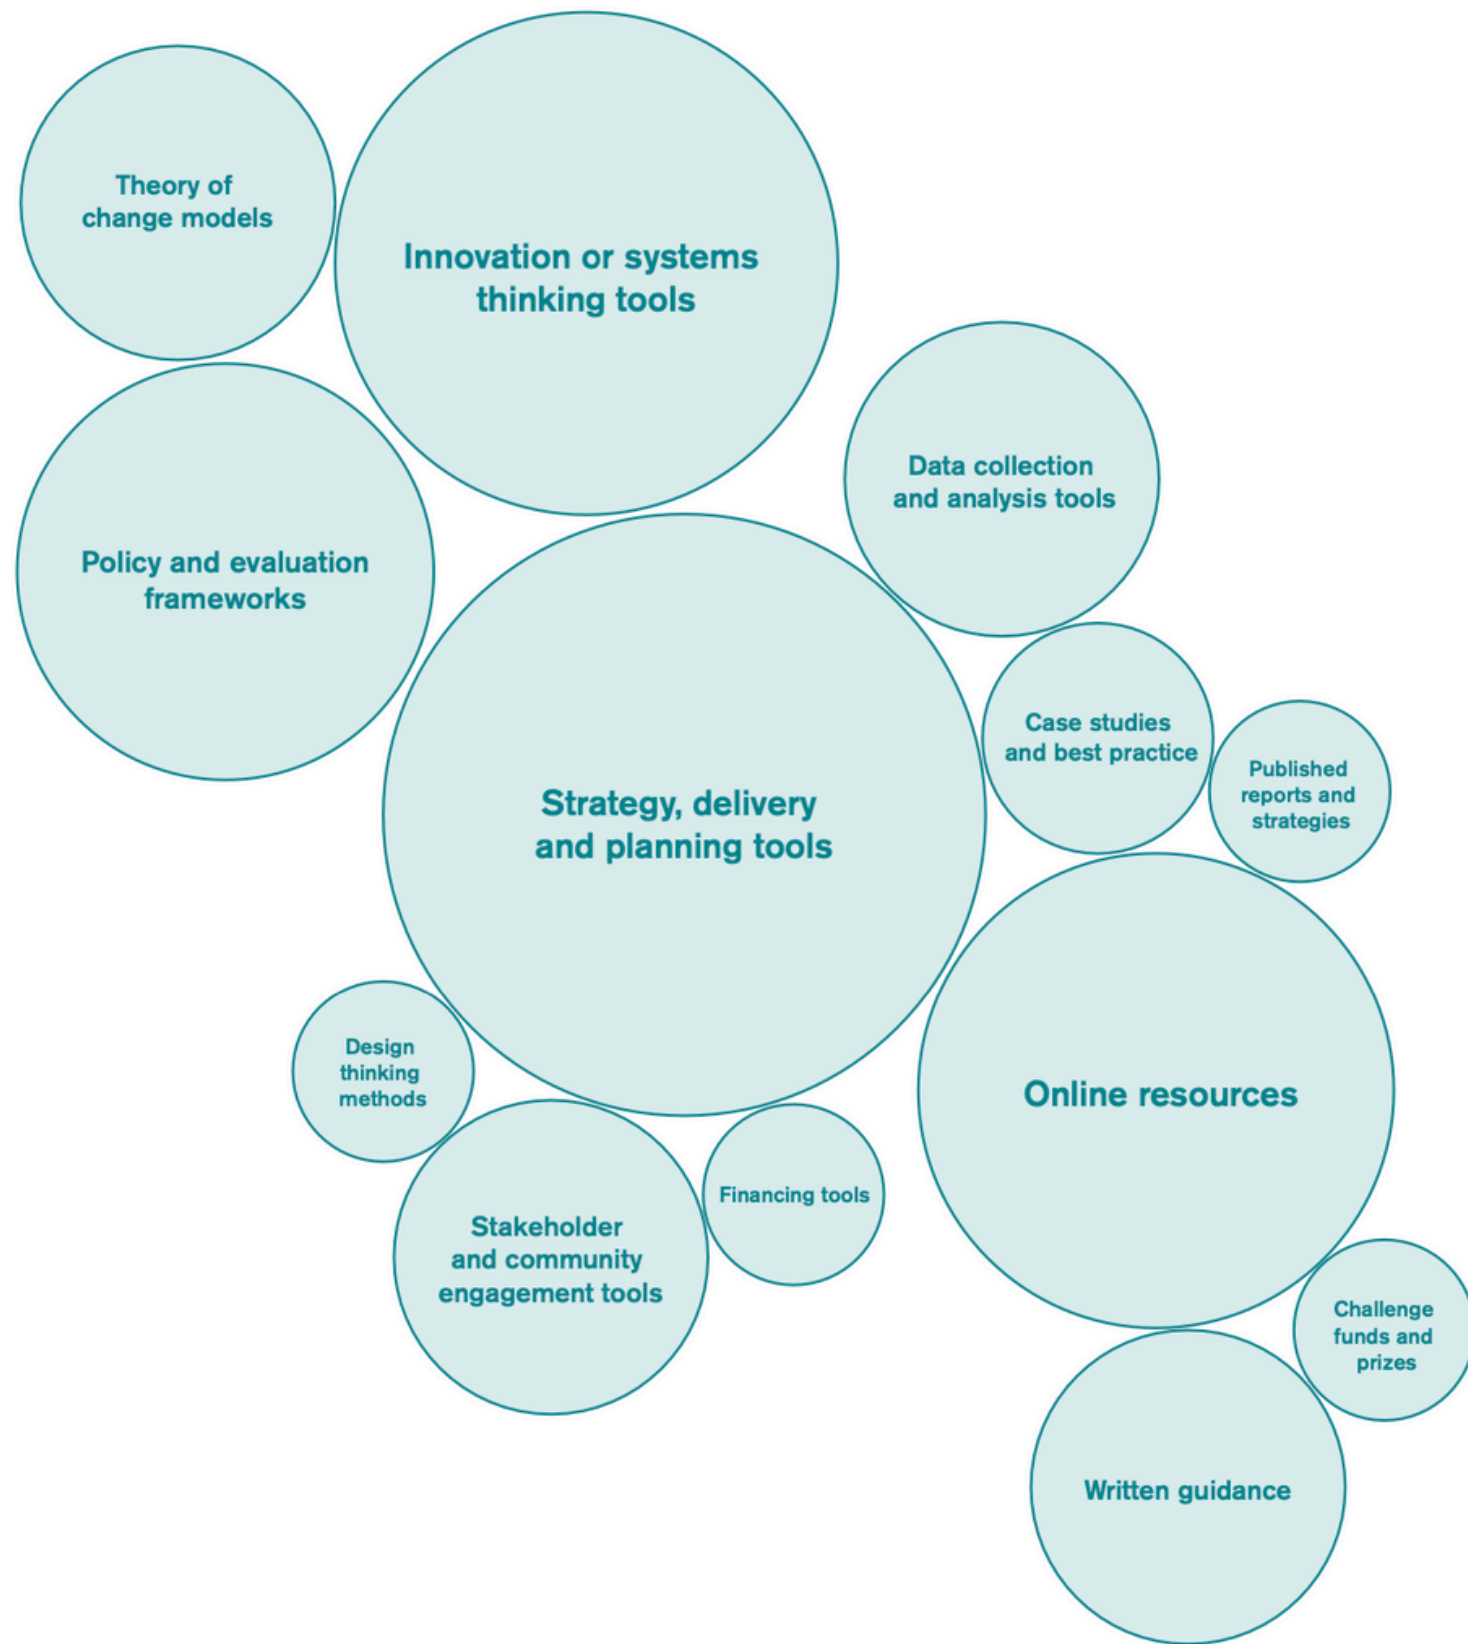 Theory of
change models
Innovation or systems
thinking tools
Data collection
and analysis tools
Policy and evaluation
frameworks
Case studies
and best practice
Published
reports and
strategies
Strategy, delivery
and planning tools
Design
thinking
methods
Online resources
Financing tools
Stakeholder
and community
engagement tools
Challenge
funds and
prizes
Written guidance